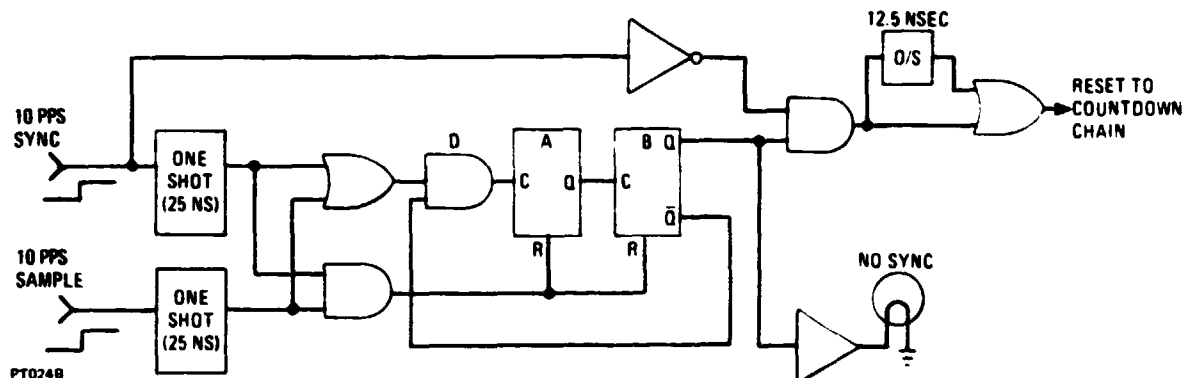 12.5 NSEC
O/S
RESET TO
COUNTDOWN
CHAIN
10 PPS
SYNC
ONE
SHOT
(25 NS)
D
A
C
Q
R
B
Q
C
Q̄
R
10 PPS
SAMPLE
ONE
SHOT
(25 NS)
NO SYNC
PT024B